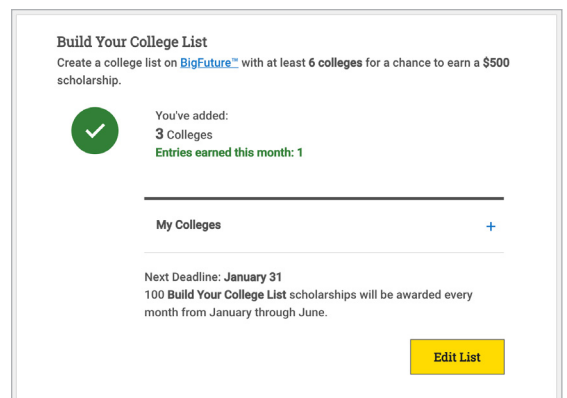 Build Your College List
Create a college list on BigFuture™ with at least 6 colleges for a chance to earn a $500
scholarship.
You've added:
3 Colleges
Entries earned this month: 1
My Colleges +
Next Deadline: January 31
100 Build Your College List scholarships will be awarded every
month from January through June.
Edit List